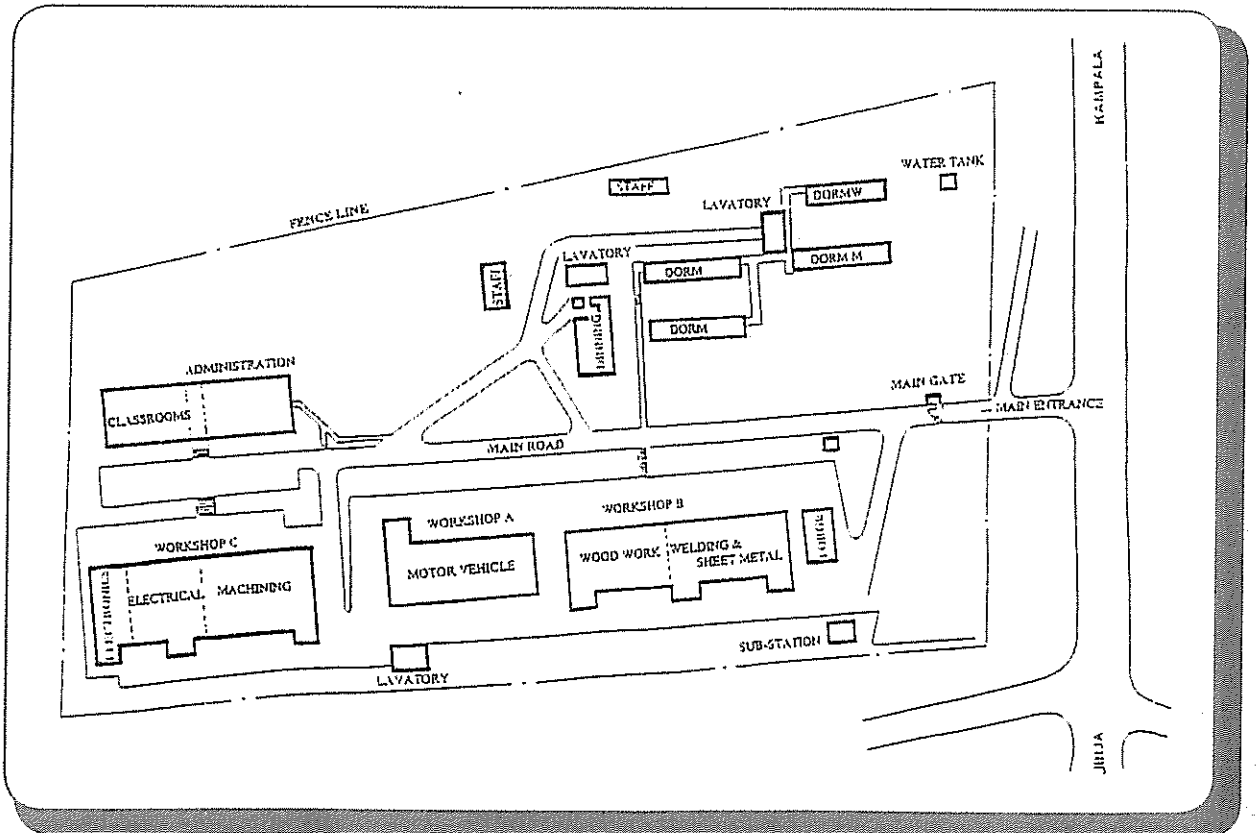 KAMPALA
WATER TANK
STAFF
DORM W
LAVATORY
FENCE LINE
LAVATORY
DORM M
STAFF
DORM
DORM
DINNING
ADMINISTRATION
MAIN GATE
CLASSROOMS
MAIN ENTRANCE
MAIN ROAD
WORKSHOP B
WORKSHOP A
FORGE
WORKSHOP C
WOOD WORK
WELDING &
SHEET METAL
MOTOR VEHICLE
ELECTRONICS
ELECTRICAL
MACHINING
SUB-STATION
LAVATORY
JINJA